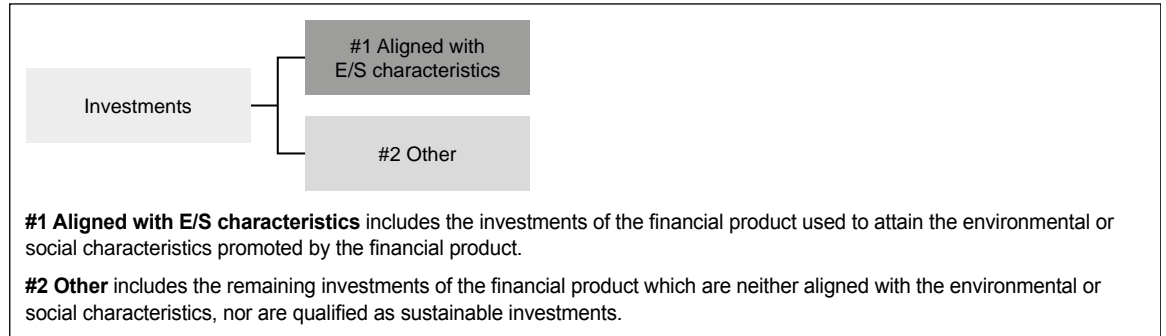 #1 Aligned with
E/S characteristics
Investments
#2 Other
#1 Aligned with E/S characteristics includes the investments of the financial product used to attain the environmental or
social characteristics promoted by the financial product.
#2 Other includes the remaining investments of the financial product which are neither aligned with the environmental or
social characteristics, nor are qualified as sustainable investments.